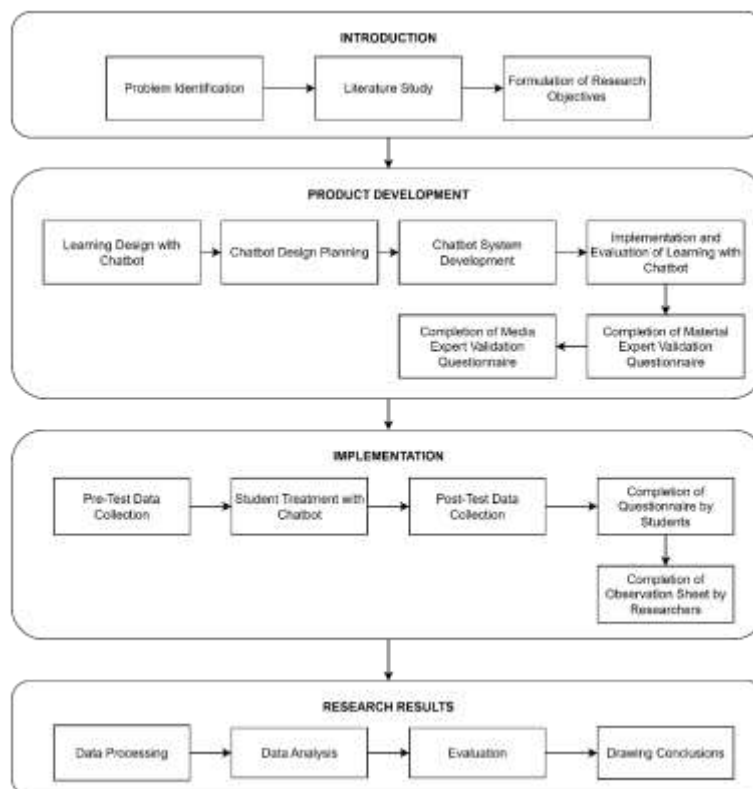 INTRODUCTION
Problem Identification
Literature Study
Formulation of Research
Objectives
PRODUCT DEVELOPMENT
Learning Design with
Chatbot
Chatbot Design Planning
Chatbot System
Development
Implementation and
Evaluation of Learning with
Chatbot
Completion of Material
Expert Validation
Questionnaire
Completion of Media
Expert Validation
Questionnaire
IMPLEMENTATION
Pre-Test Data
Collection
Student Treatment with
Chatbot
Post-Test Data
Collection
Completion of
Questionnaire by
Students
Completion of
Observation Sheet by
Researchers
RESEARCH RESULTS
Data Processing
Data Analysis
Evaluation
Drawing Conclusions